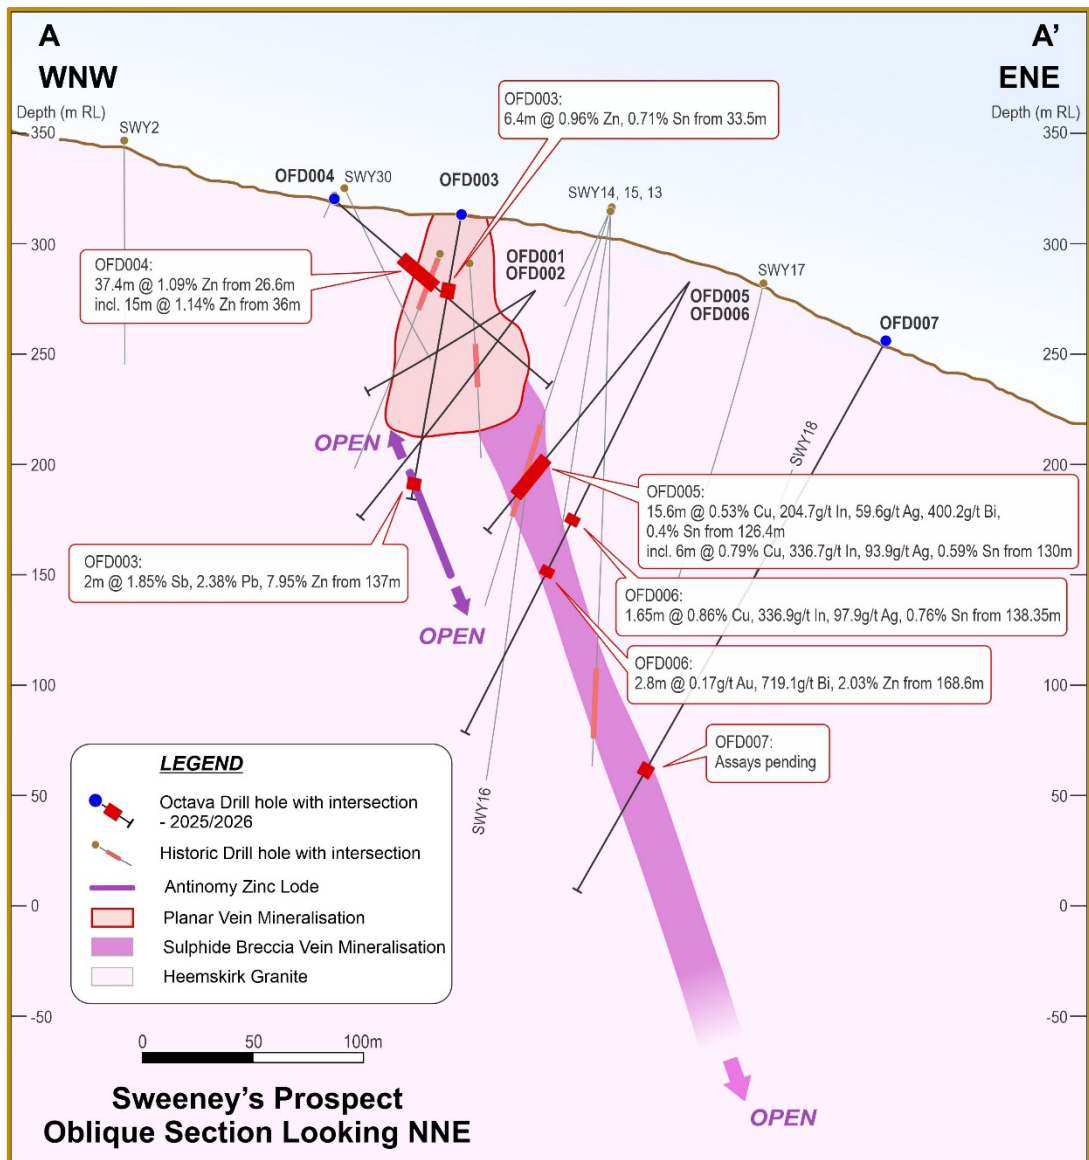 A
WNW
A'
ENE
Depth (m RL)
Depth (m RL)
350
300
250
200
150
100
50
0
-50
350
300
250
200
150
100
50
0
-50
SWY2
OFD004
SWY30
OFD003
OFD003:
6.4m @ 0.96% Zn, 0.71% Sn from 33.5m
SWY14, 15, 13
OFD001
OFD002
OFD004:
37.4m @ 1.09% Zn from 26.6m
incl. 15m @ 1.14% Zn from 36m
SWY17
OFD005
OFD006
OFD007
OPEN
SWY18
OFD005:
15.6m @ 0.53% Cu, 204.7g/t In, 59.6g/t Ag, 400.2g/t Bi,
0.4% Sn from 126.4m
incl. 6m @ 0.79% Cu, 336.7g/t In, 93.9g/t Ag, 0.59% Sn from 130m
OFD003:
2m @ 1.85% Sb, 2.38% Pb, 7.95% Zn from 137m
OPEN
OFD006:
1.65m @ 0.86% Cu, 336.9g/t In, 97.9g/t Ag, 0.76% Sn from 138.35m
OFD006:
2.8m @ 0.17g/t Au, 719.1g/t Bi, 2.03% Zn from 168.6m
OFD007:
Assays pending
SWY16
LEGEND
Octava Drill hole with intersection
- 2025/2026
Historic Drill hole with intersection
Antinomy Zinc Lode
Planar Vein Mineralisation
Sulphide Breccia Vein Mineralisation
Heemskirk Granite
0 50 100m
Sweeney's Prospect
Oblique Section Looking NNE
OPEN